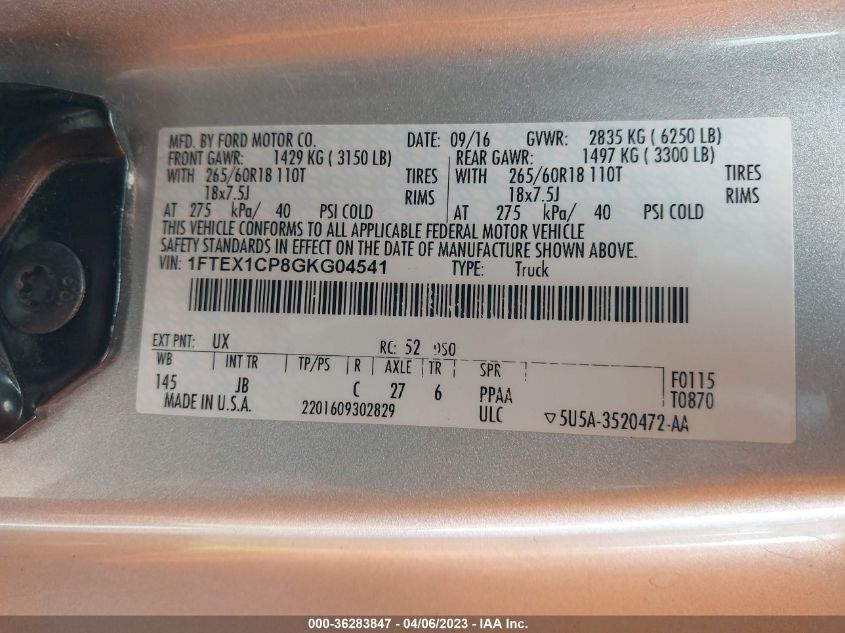 MFD. BY FORD MOTOR CO. DATE: 09/16 GVWR: 2835 KG ( 6250 LB)
FRONT GAWR: 1429 KG ( 3150 LB) REAR GAWR: 1497 KG ( 3300 LB)
WITH 265/60R18 110T TIRES WITH 265/60R18 110T TIRES
18x7.5J RIMS 18x7.5J RIMS
AT 275 kPa/ 40 PSI COLD AT 275 kPa/ 40 PSI COLD
THIS VEHICLE CONFORMS TO ALL APPLICABLE FEDERAL MOTOR VEHICLE
SAFETY STANDARDS IN EFFECT ON THE DATE OF MANUFACTURE SHOWN ABOVE.
VIN: 1FTEX1CP8GKG04541 TYPE: Truck
EXT PNT: UX RC: 52 DSO
WB INT TR TP/PS R AXLE TR SPR
145 JB C 27 6 PPAA F0115
MADE IN U.S.A. 2201609302829 ULC T0870
5U5A-3520472-AA
000-36283847 - 04/06/2023 - IAA Inc.